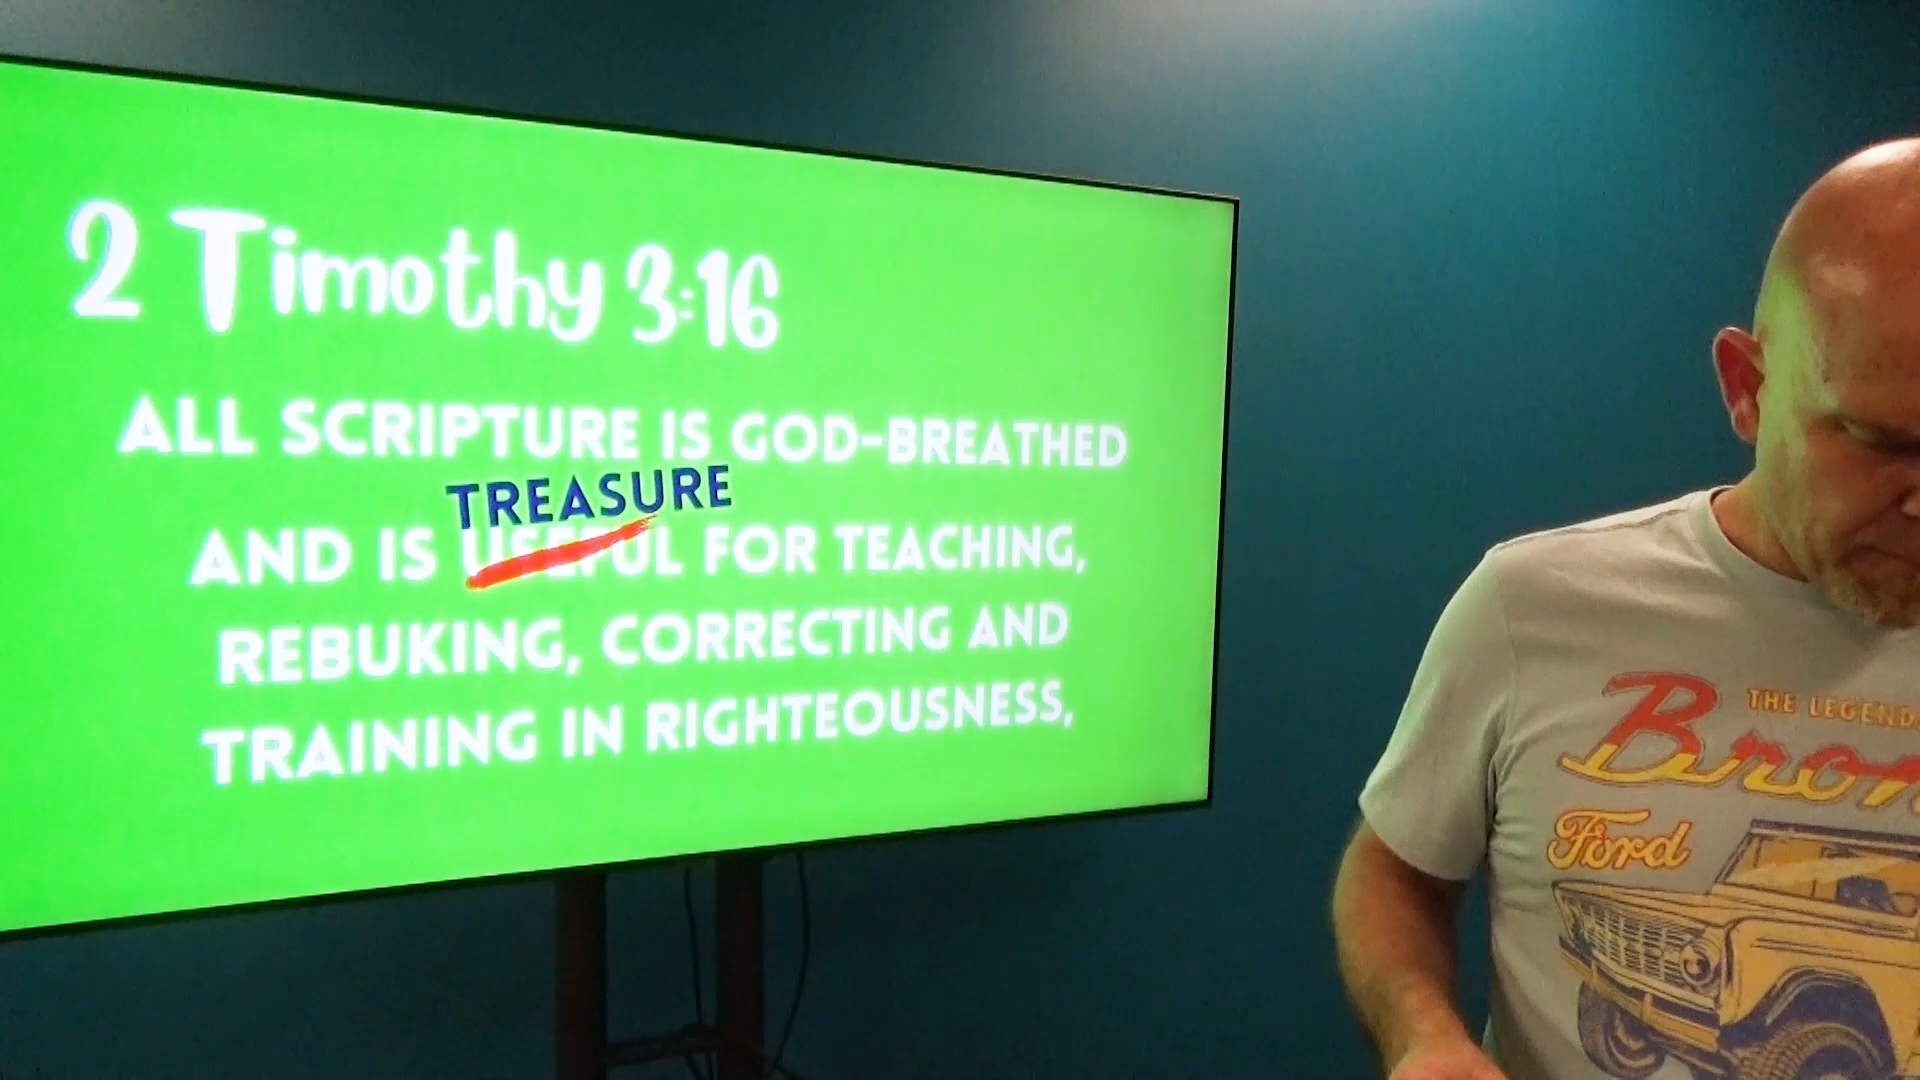 2 Timothy 3:16
ALL SCRIPTURE IS GOD-BREATHED
TREASURE
AND IS USEFUL FOR TEACHING,
REBUKING, CORRECTING AND
TRAINING IN RIGHTEOUSNESS,
THE LEGEND
Bron
Ford